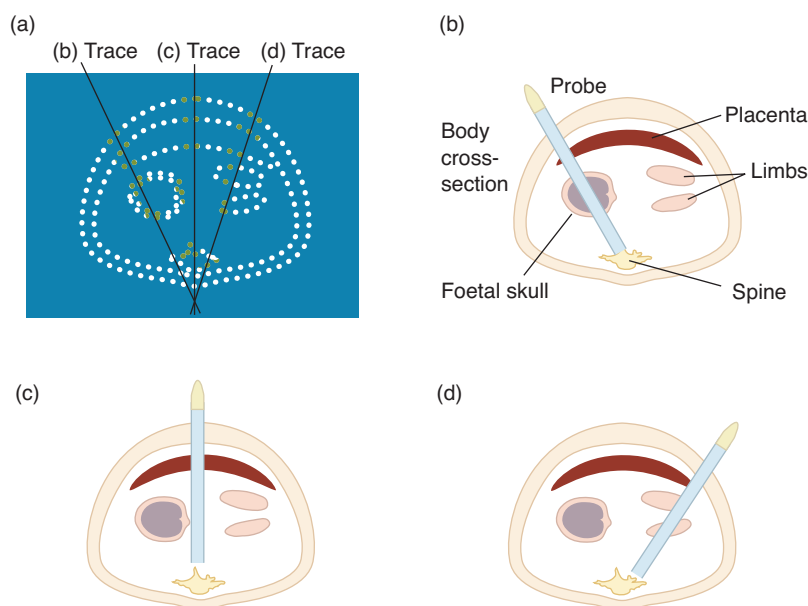 (a)
(b) Trace
(c) Trace
(d) Trace
(b)
Probe
Placenta
Body
cross-
section
Limbs
Foetal skull
Spine
(c)
(d)